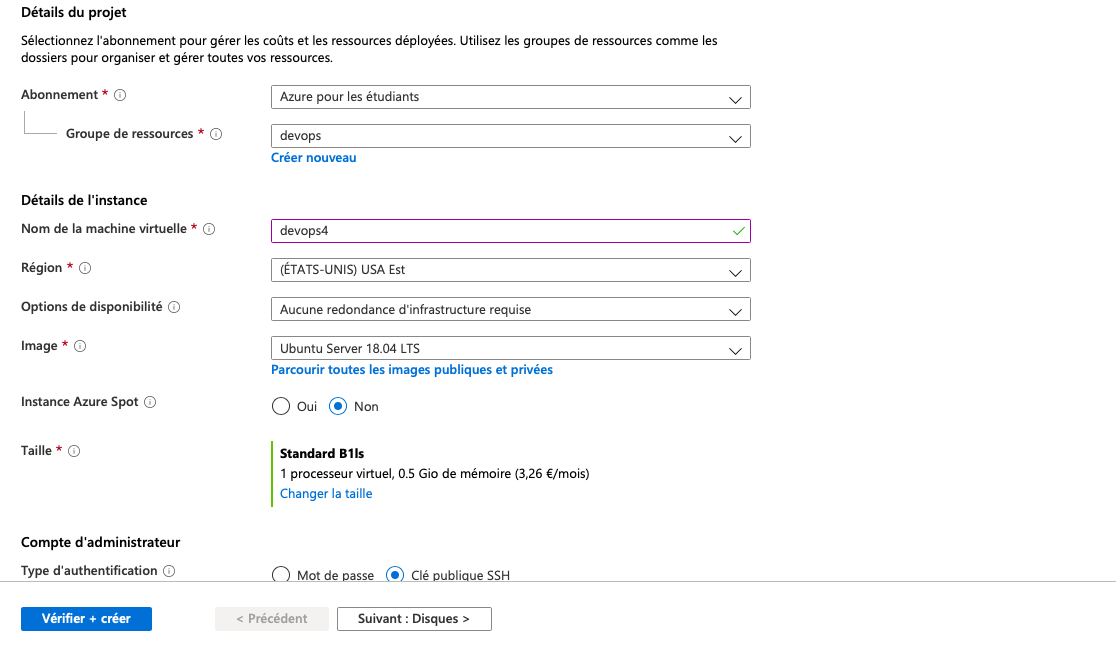 Détails du projet
Sélectionnez l'abonnement pour gérer les coûts et les ressources déployées. Utilisez les groupes de ressources comme les
dossiers pour organiser et gérer toutes vos ressources.
Abonnement *
Azure pour les étudiants
Groupe de ressources *
devops
Créer nouveau
Détails de l'instance
Nom de la machine virtuelle *
devops4
Région *
(ÉTATS-UNIS) USA Est
Options de disponibilité
Aucune redondance d'infrastructure requise
Image *
Ubuntu Server 18.04 LTS
Parcourir toutes les images publiques et privées
Instance Azure Spot
Oui Non
Taille *
Standard B1ls
1 processeur virtuel, 0.5 Gio de mémoire (3,26 €/mois)
Changer la taille
Compte d'administrateur
Type d'authentification
Mot de passe Clé publique SSH
Vérifier + créer
< Précédent
Suivant : Disques >